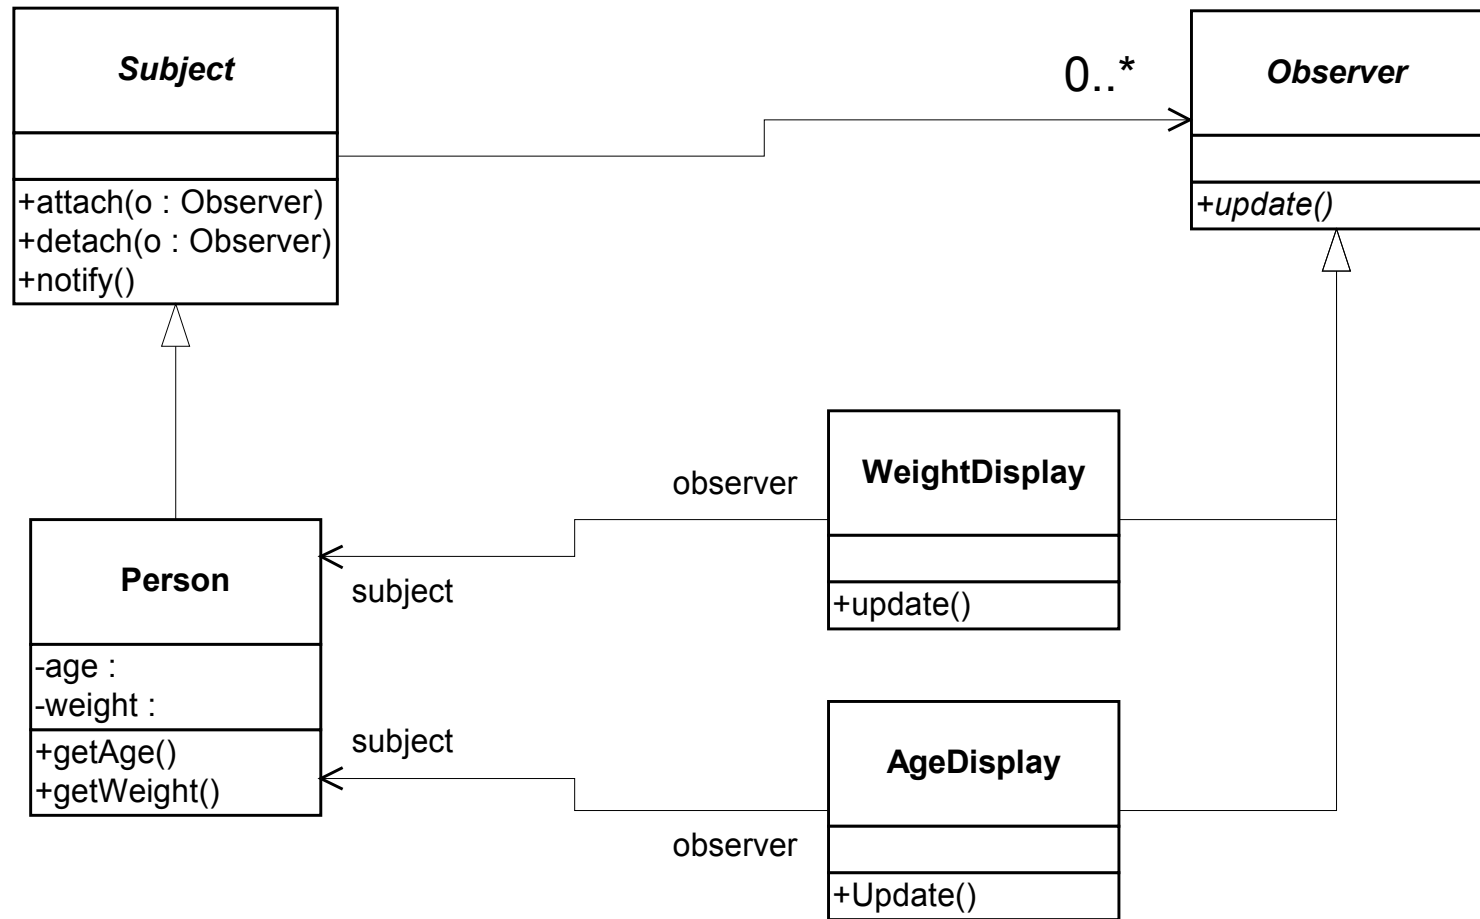 Subject
+attach(o : Observer)
+detach(o : Observer)
+notify()
0..*
Observer
+update()
Person
-age :
-weight :
+getAge()
+getWeight()
observer
subject
WeightDisplay
+update()
subject
observer
AgeDisplay
+Update()